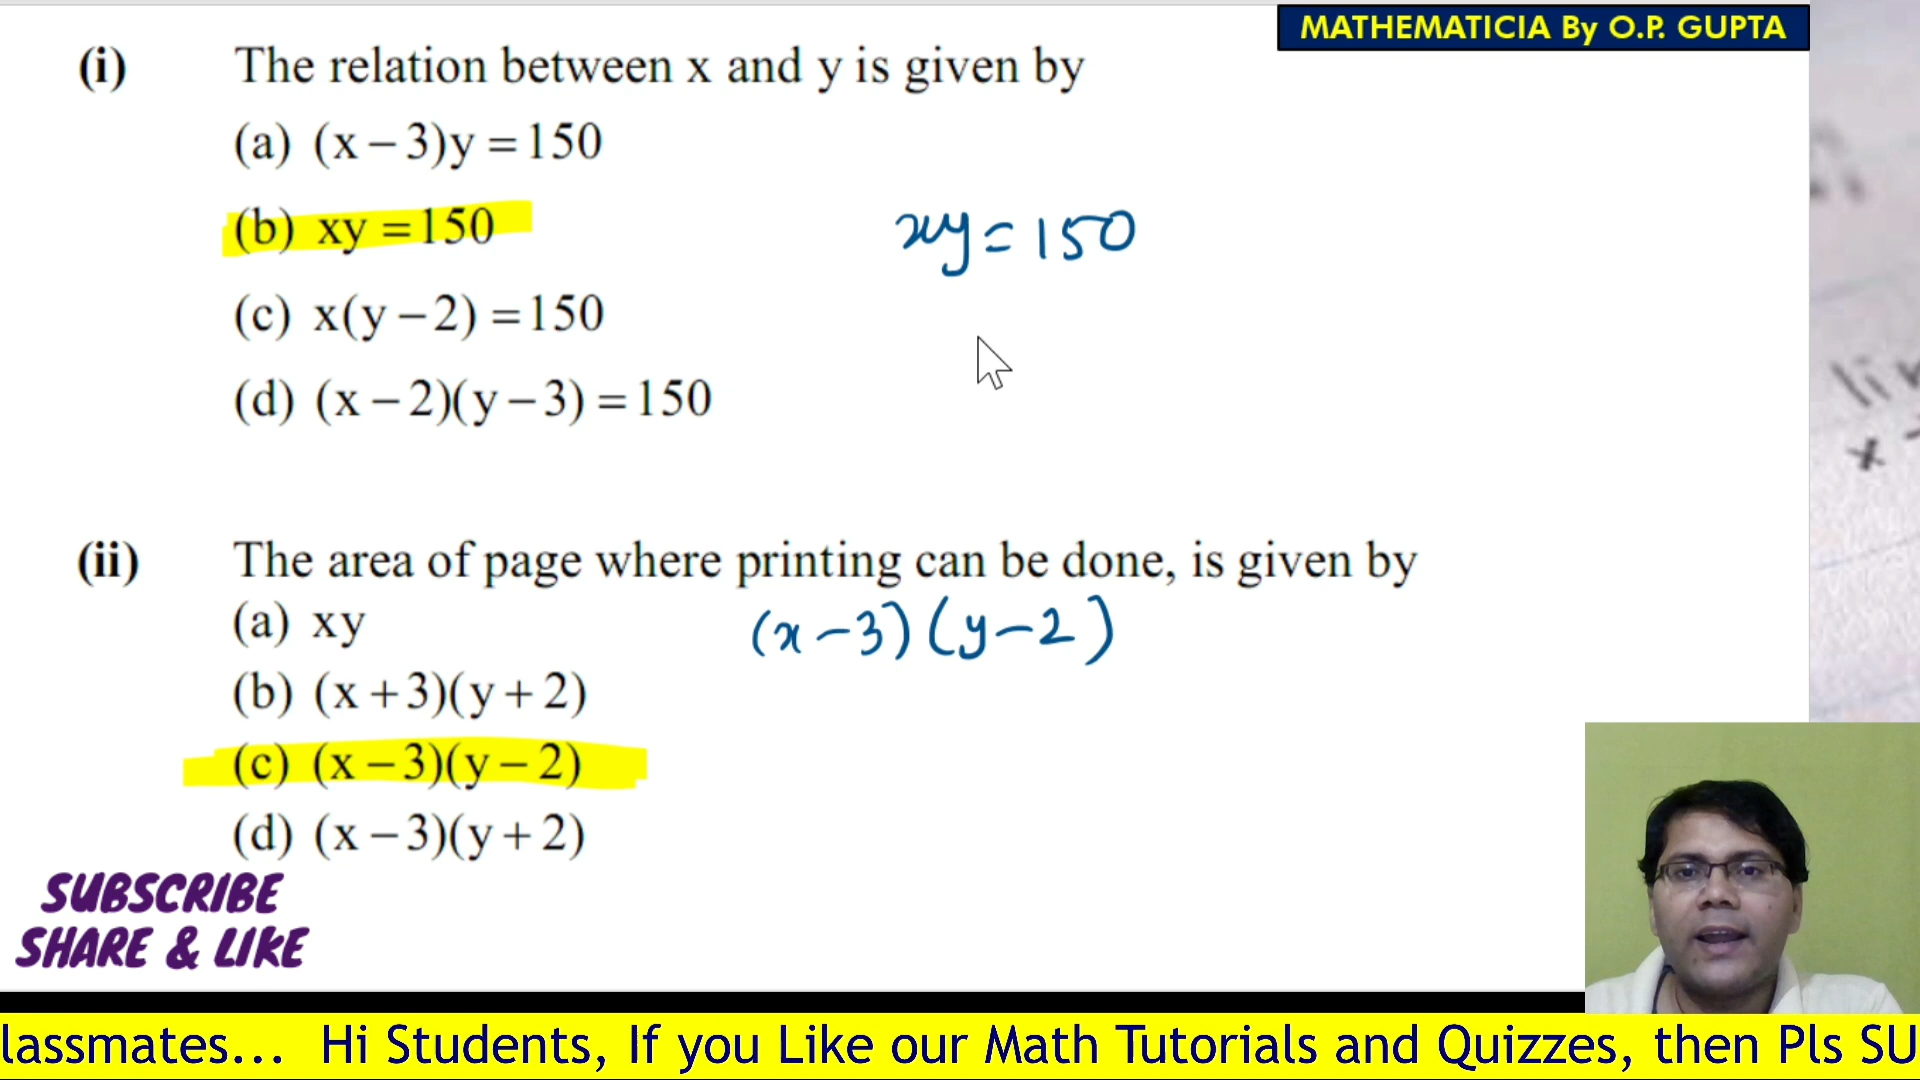 MATHEMATICIA By O.P. GUPTA
(i) The relation between x and y is given by
(a) (x – 3)y = 150
(b) xy = 150
xy = 150
(c) x(y – 2) = 150
(d) (x – 2)(y – 3) = 150
(ii) The area of page where printing can be done, is given by
(a) xy
(x – 3)(y – 2)
(b) (x + 3)(y + 2)
(c) (x – 3)(y – 2)
(d) (x – 3)(y + 2)
SUBSCRIBE
SHARE & LIKE
lassmates... Hi Students, If you Like our Math Tutorials and Quizzes, then Pls SU